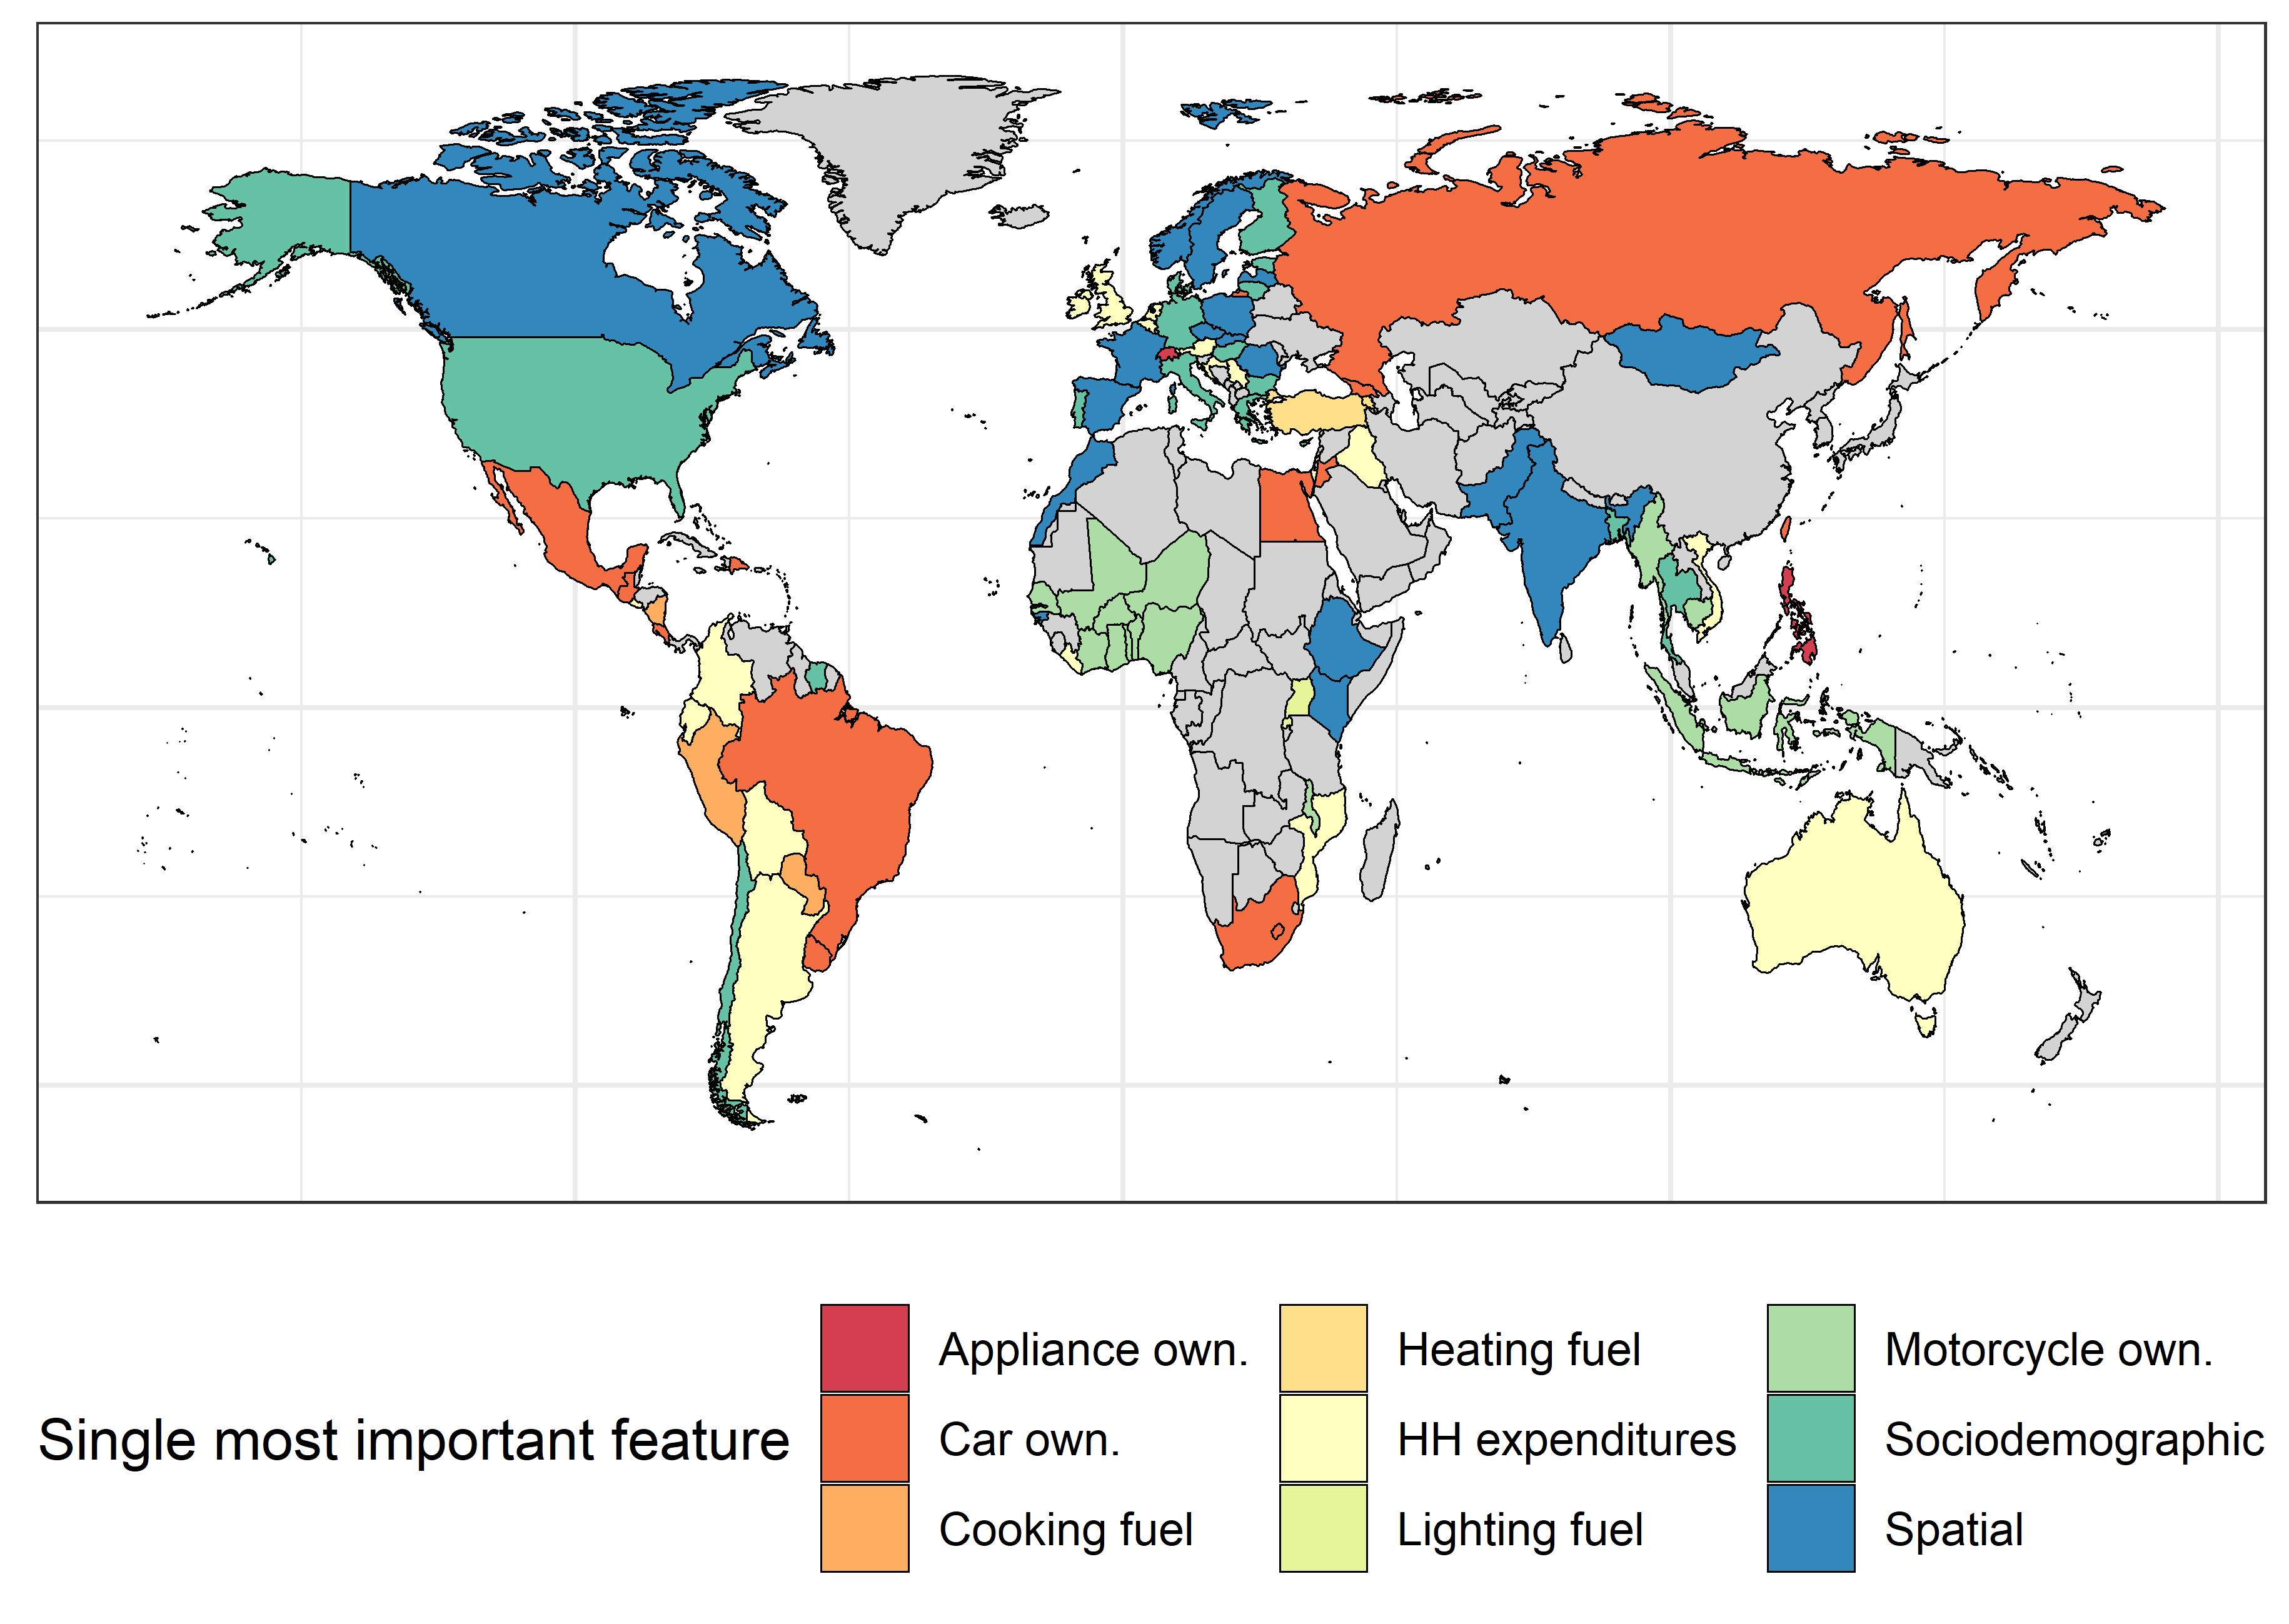 Single most important feature
Appliance own.
Car own.
Cooking fuel
Heating fuel
HH expenditures
Lighting fuel
Motorcycle own.
Sociodemographic
Spatial